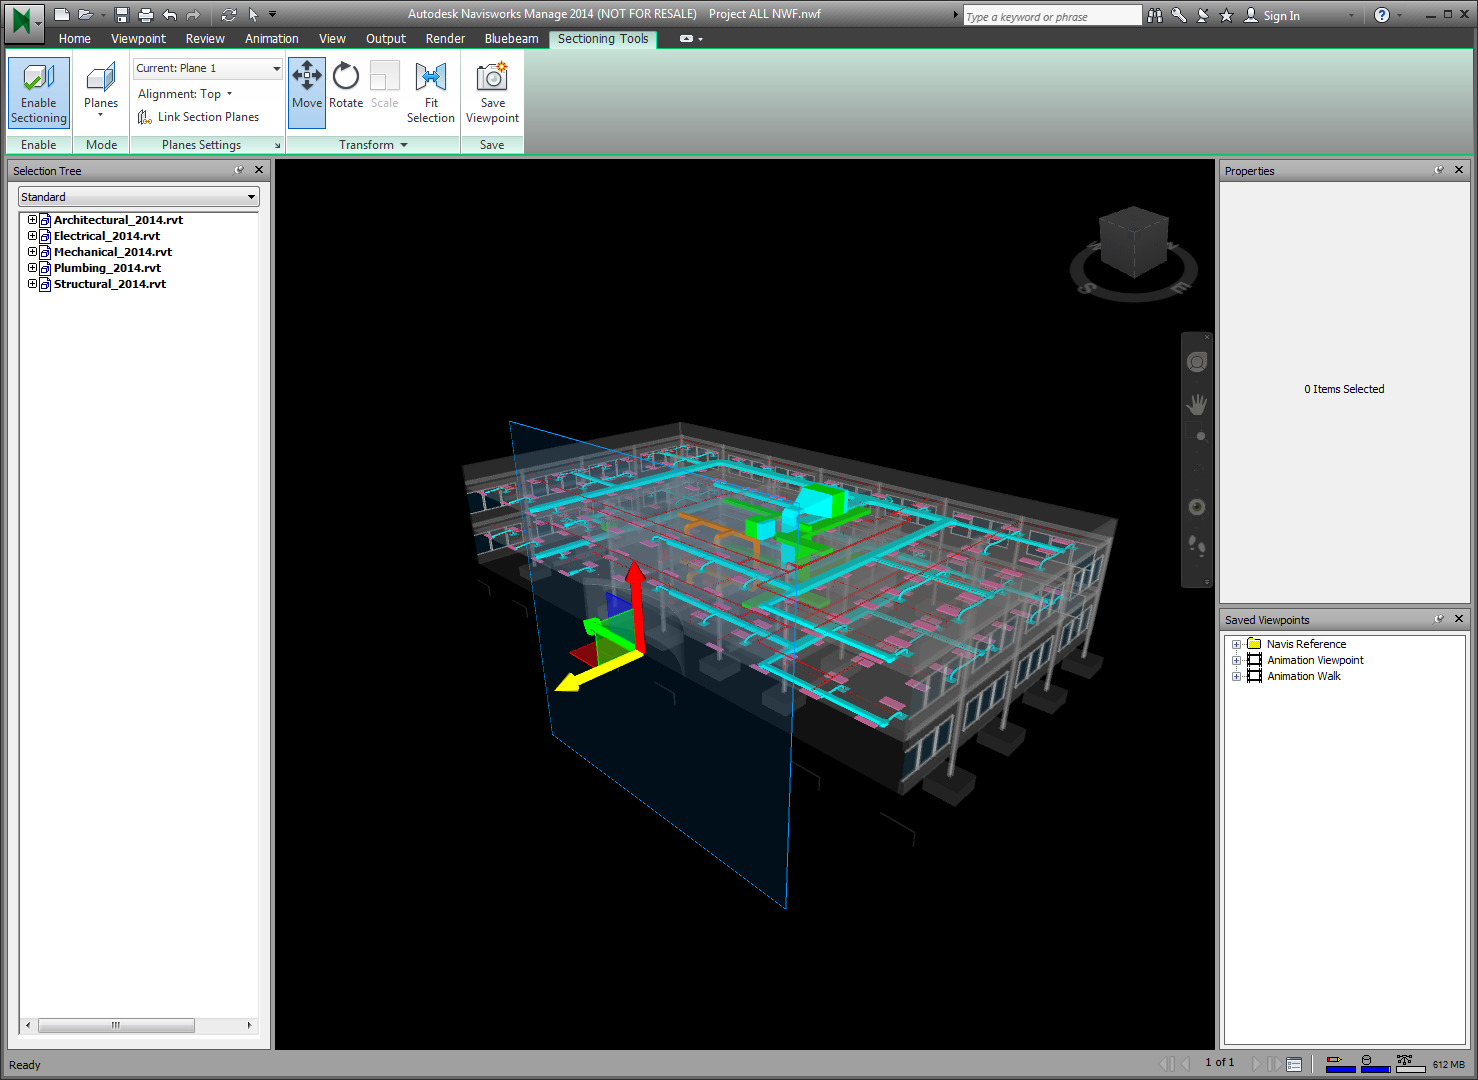 Autodesk Navisworks Manage 2014 (NOT FOR RESALE) Project ALL NWF.nwf
Type a keyword or phrase
Sign In
Home Viewpoint Review Animation View Output Render Bluebeam Sectioning Tools
Enable Sectioning
Planes
Current: Plane 1
Alignment: Top
Link Section Planes
Move
Rotate
Scale
Fit Selection
Save Viewpoint
Enable Mode Planes Settings Transform Save
Selection Tree
Standard
Architectural_2014.rvt
Electrical_2014.rvt
Mechanical_2014.rvt
Plumbing_2014.rvt
Structural_2014.rvt
S
E
Properties
0 Items Selected
Saved Viewpoints
Navis Reference
Animation Viewpoint
Animation Walk
Ready
1 of 1
612 MB